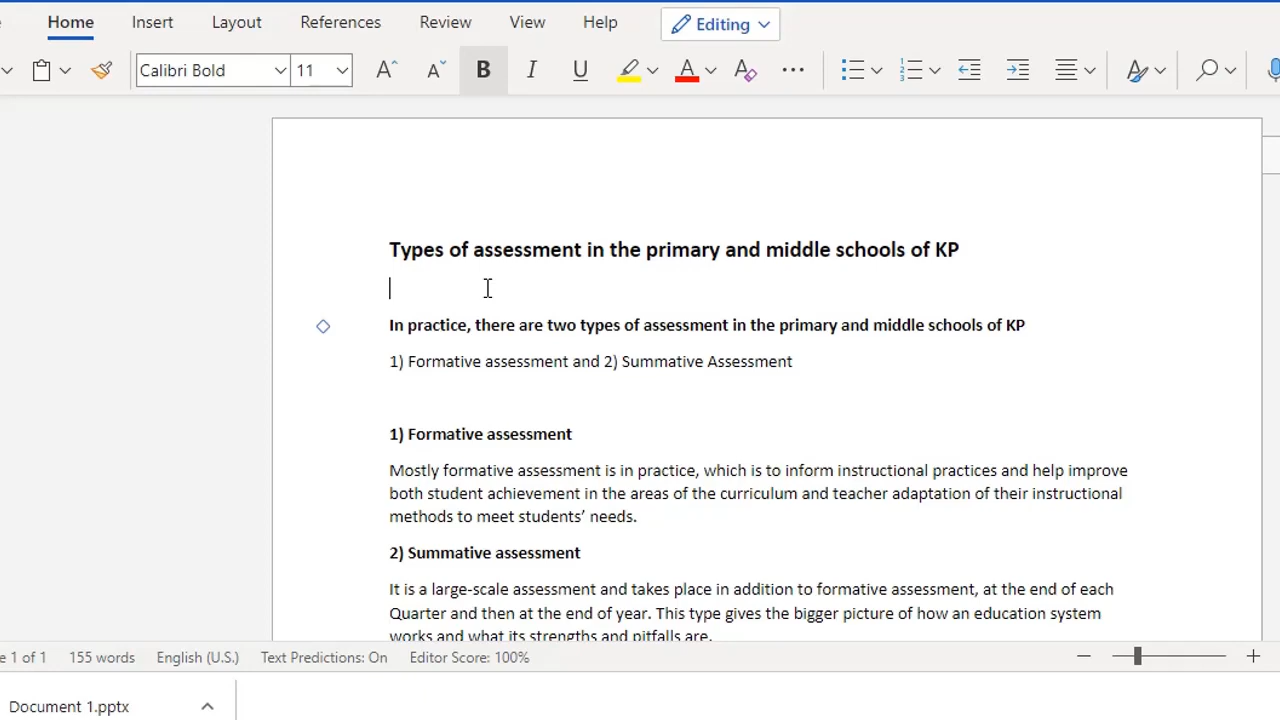 Home Insert Layout References Review View Help Editing
Calibri Bold 11 A A B I U A A
Types of assessment in the primary and middle schools of KP
In practice, there are two types of assessment in the primary and middle schools of KP
1) Formative assessment and 2) Summative Assessment
1) Formative assessment
Mostly formative assessment is in practice, which is to inform instructional practices and help improve
both student achievement in the areas of the curriculum and teacher adaptation of their instructional
methods to meet students’ needs.
2) Summative assessment
It is a large-scale assessment and takes place in addition to formative assessment, at the end of each
Quarter and then at the end of year. This type gives the bigger picture of how an education system
works and what its strengths and pitfalls are.
e 1 of 1 155 words English (U.S.) Text Predictions: On Editor Score: 100%
Document 1.pptx